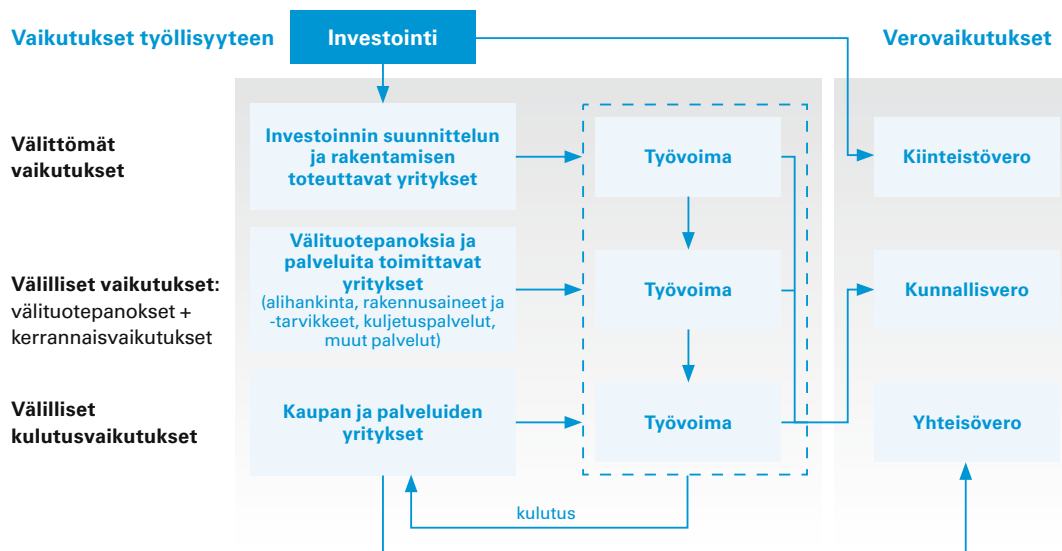 Vaikutukset työllisyyteen
Investointi
Verovaikutukset
Välittömät
vaikutukset
Investoinnin suunnittelun
ja rakentamisen
toteuttavat yritykset
Työvoima
Kiinteistövero
Välilliset vaikutukset:
välituotepanokset +
kerrannaisvaikutukset
Välituotepanoksia ja
palveluita toimittavat
yritykset
(alihankinta, rakennusaineet ja
-tarvikkeet, kuljetuspalvelut,
muut palvelut)
Työvoima
Kunnallisvero
Välilliset
kulutusvaikutukset
Kaupan ja palveluiden
yritykset
Työvoima
Yhteisövero
kulutus